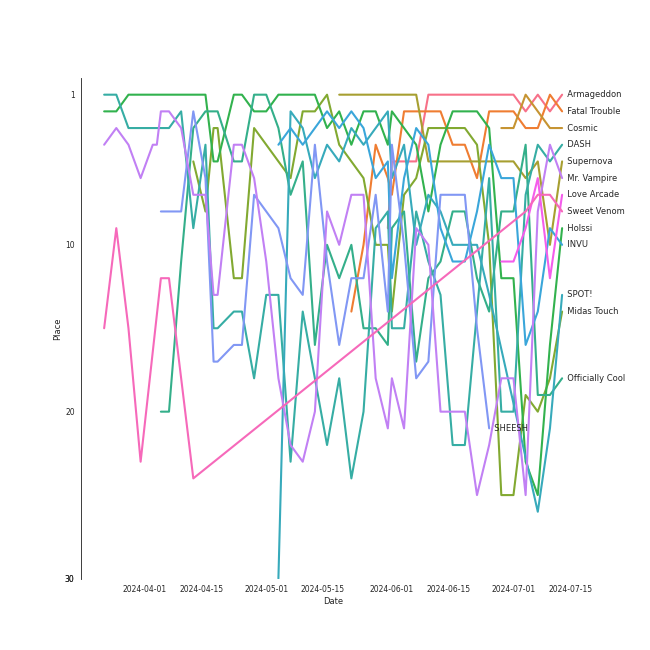 1
Armageddon
Fatal Trouble
Cosmic
DASH
Supernova
Mr. Vampire
Love Arcade
Sweet Venom
Holssi
10
INVU
SPOT!
Midas Touch
Place
Officially Cool
20
SHEESH
30
2024-04-01 2024-04-15 2024-05-01 2024-05-15 2024-06-01 2024-06-15 2024-07-01 2024-07-15
Date